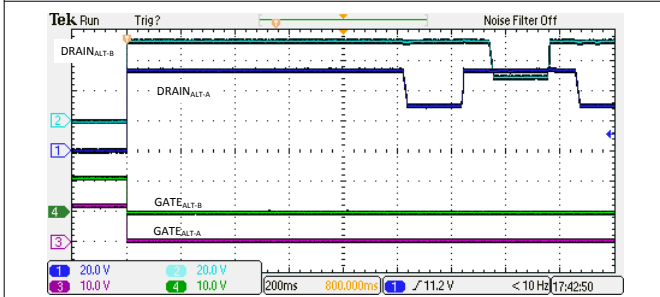 Tek Run Trig? Noise Filter Off
DRAINALT-B
DRAINALT-A
2
1
GATEALT-B
4
GATEALT-A
3
1 20.0 V 2 20.0 V
3 10.0 V 4 10.0 V 200ms 800.000ms 1 ∫ 11.2 V < 10 Hz 17:42:50